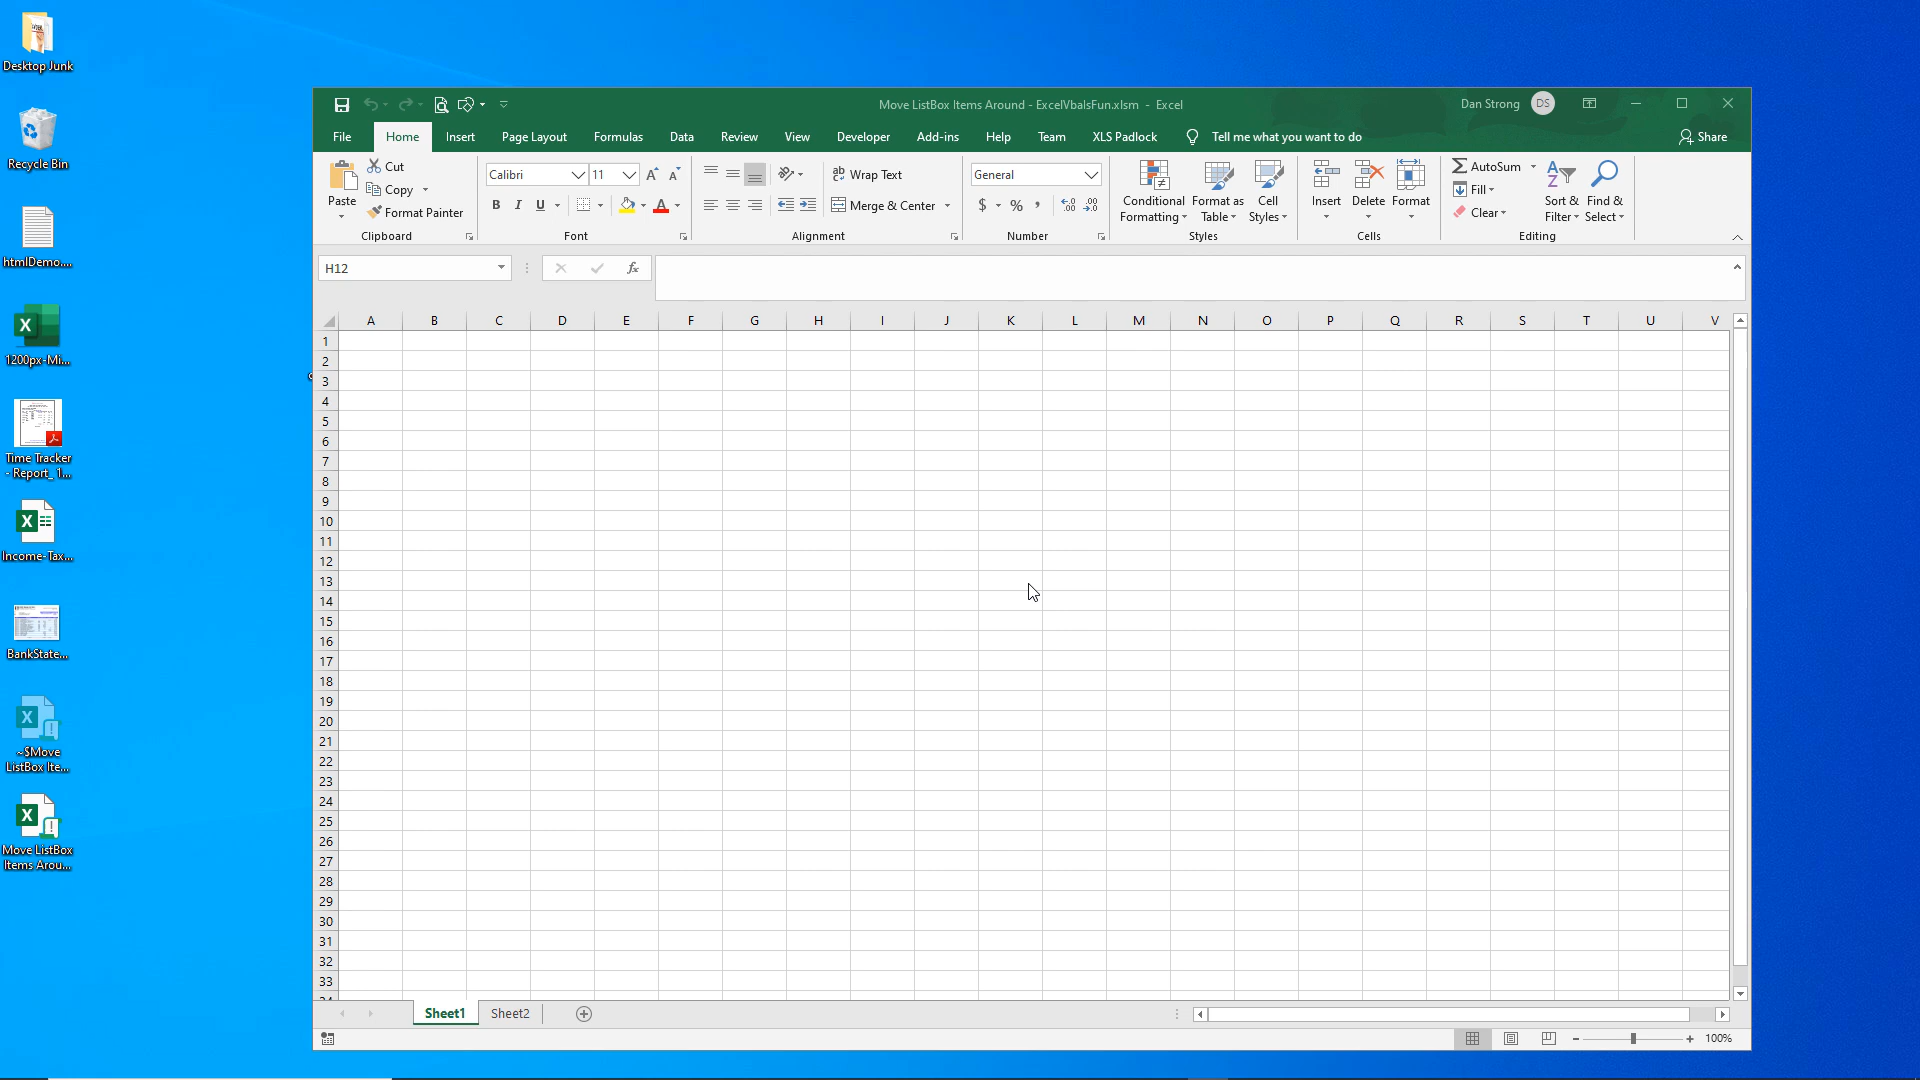 Desktop Junk
Recycle Bin
htmlDemo....
1200px-Mi...
Time Tracker
- Report_ 1...
Income-Tax...
BankState...
~$Move
ListBox Ite...
Move ListBox
Items Arou...
Move ListBox Items Around - ExcelVbaIsFun.xlsm - Excel
Dan Strong
DS
File
Home
Insert
Page Layout
Formulas
Data
Review
View
Developer
Add-ins
Help
Team
XLS Padlock
Tell me what you want to do
Share
Paste
Cut
Copy
Format Painter
Clipboard
Calibri
11
B I U
Font
Wrap Text
Merge & Center
Alignment
General
$ % ,
Number
Conditional
Formatting
Format as
Table
Cell
Styles
Styles
Insert
Delete
Format
Cells
AutoSum
Fill
Clear
Sort &
Filter
Find &
Select
Editing
H12
fx
A B C D E F G H I J K L M N O P Q R S T U V
1
2
3
4
5
6
7
8
9
10
11
12
13
14
15
16
17
18
19
20
21
22
23
24
25
26
27
28
29
30
31
32
33
Sheet1
Sheet2
100%